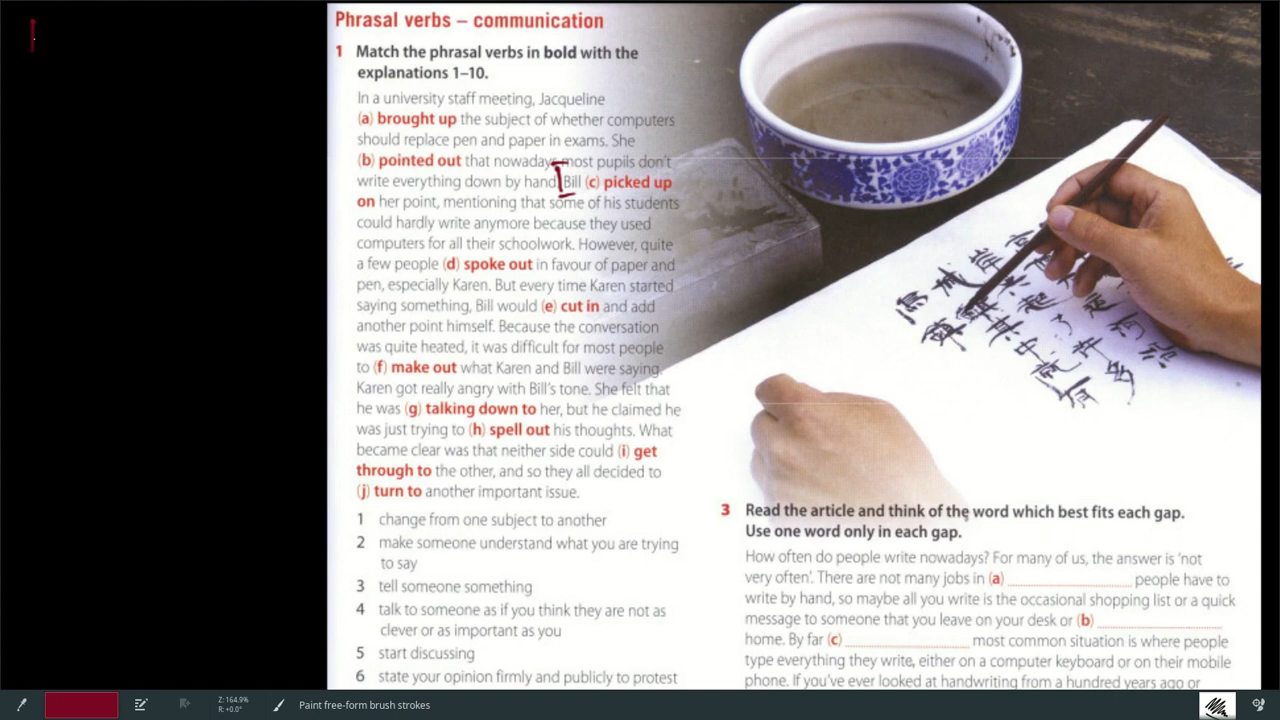 Phrasal verbs – communication
1 Match the phrasal verbs in bold with the
explanations 1–10.
In a university staff meeting, Jacqueline
(a) brought up the subject of whether computers
should replace pen and paper in exams. She
(b) pointed out that nowadays most pupils don't
write everything down by hand. Bill (c) picked up
on her point, mentioning that some of his students
could hardly write anymore because they used
computers for all their schoolwork. However, quite
a few people (d) spoke out in favour of paper and
pen, especially Karen. But every time Karen started
saying something, Bill would (e) cut in and add
another point himself. Because the conversation
was quite heated, it was difficult for most people
to (f) make out what Karen and Bill were saying.
Karen got really angry with Bill's tone. She felt that
he was (g) talking down to her, but he claimed he
was just trying to (h) spell out his thoughts. What
became clear was that neither side could (i) get
through to the other, and so they all decided to
(j) turn to another important issue.
1 change from one subject to another
2 make someone understand what you are trying
to say
3 tell someone something
4 talk to someone as if you think they are not as
clever or as important as you
5 start discussing
6 state your opinion firmly and publicly to protest
3 Read the article and think of the word which best fits each gap.
Use one word only in each gap.
How often do people write nowadays? For many of us, the answer is 'not
very often'. There are not many jobs in (a) people have to
write by hand, so maybe all you write is the occasional shopping list or a quick
message to someone that you leave on your desk or (b)
home. By far (c) most common situation is where people
type everything they write, either on a computer keyboard or on their mobile
phone. If you've ever looked at handwriting from a hundred years ago or
Z: 164.9%
R: +0.0°
Paint free-form brush strokes